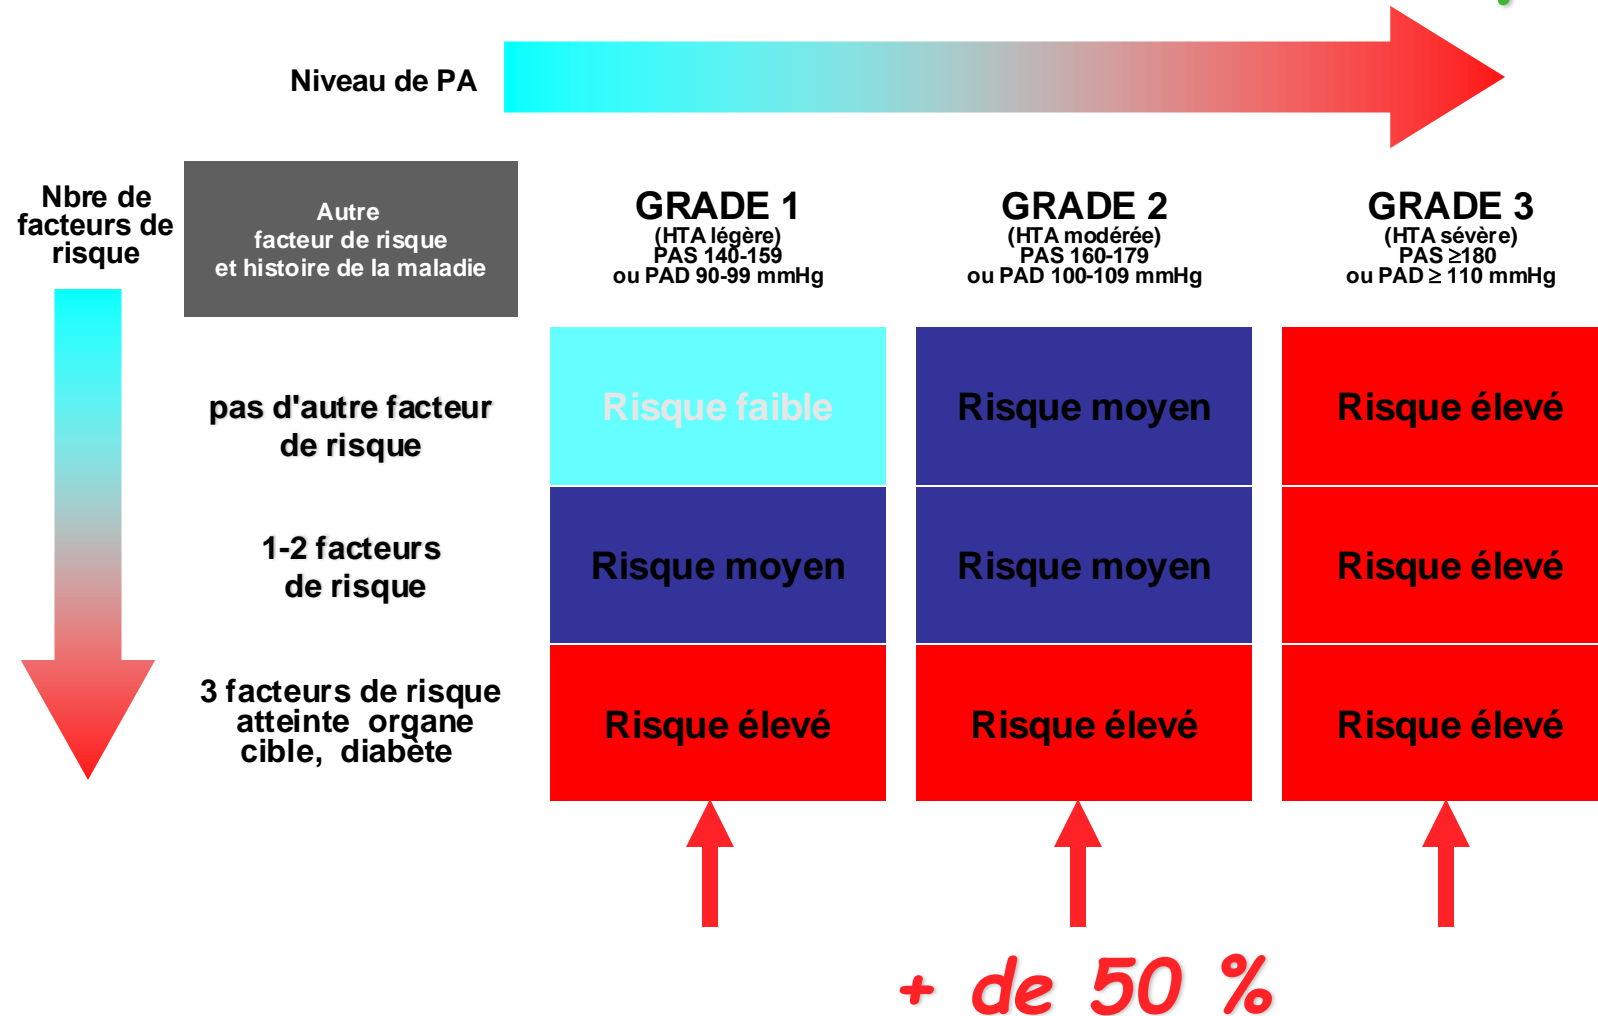 Niveau de PA
Nbre de
facteurs de
risque
Autre
facteur de risque
et histoire de la maladie
GRADE 1
(HTA légère)
PAS 140-159
ou PAD 90-99 mmHg
GRADE 2
(HTA modérée)
PAS 160-179
ou PAD 100-109 mmHg
GRADE 3
(HTA sévère)
PAS ≥180
ou PAD ≥ 110 mmHg
pas d'autre facteur
de risque
Risque faible
Risque moyen
Risque élevé
1-2 facteurs
de risque
Risque moyen
Risque moyen
Risque élevé
3 facteurs de risque
atteinte organe
cible, diabète
Risque élevé
Risque élevé
Risque élevé
+ de 50 %